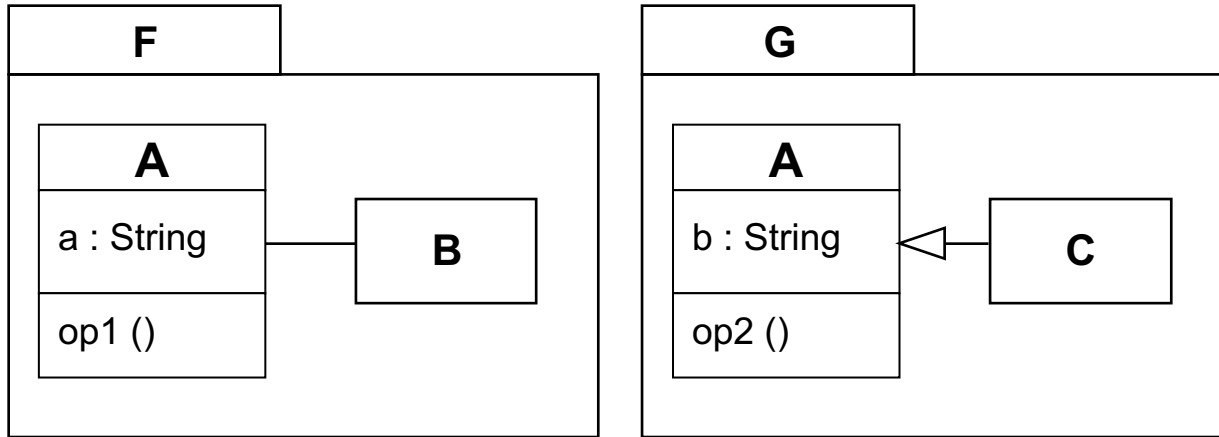 F
A
a : String
op1 ()
B
G
A
b : String
op2 ()
C